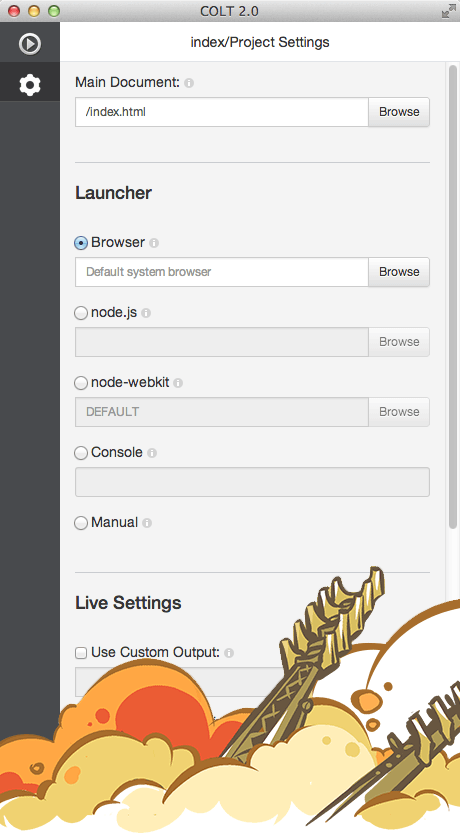 COLT 2.0
index/Project Settings
Main Document:
/index.html Browse
Launcher
Browser
Default system browser Browse
node.js
Browse
node-webkit
DEFAULT Browse
Console
Manual
Live Settings
Use Custom Output: